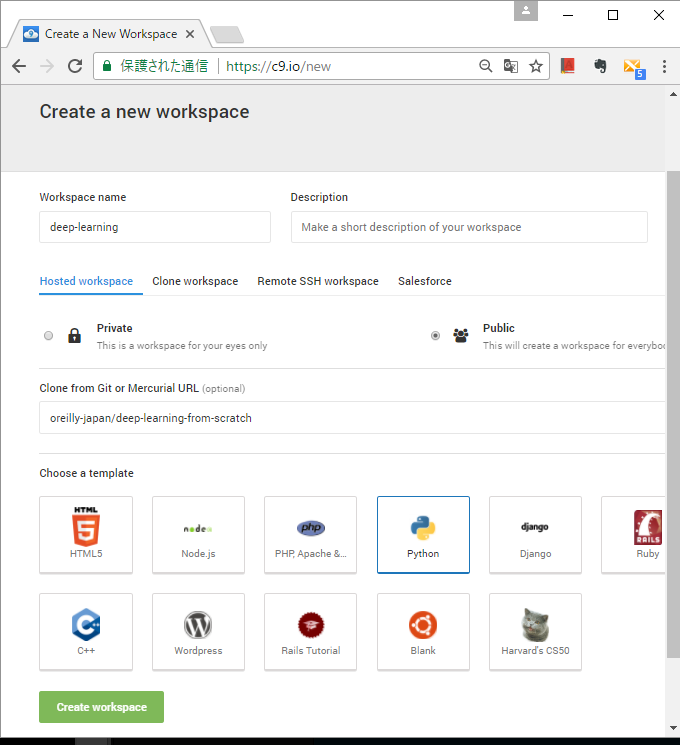 Create a New Workspace
保護された通信 https://c9.io/new
5
Create a new workspace
Workspace name Description
deep-learning Make a short description of your workspace
Hosted workspace Clone workspace Remote SSH workspace Salesforce
Private Public
This is a workspace for your eyes only This will create a workspace for everybod
Clone from Git or Mercurial URL (optional)
oreilly-japan/deep-learning-from-scratch
Choose a template
HTML 5 node php django RAILS
HTML5 Node.js PHP, Apache &... Python Django Ruby
C++ Wordpress Rails Tutorial Blank Harvard's CS50
Create workspace